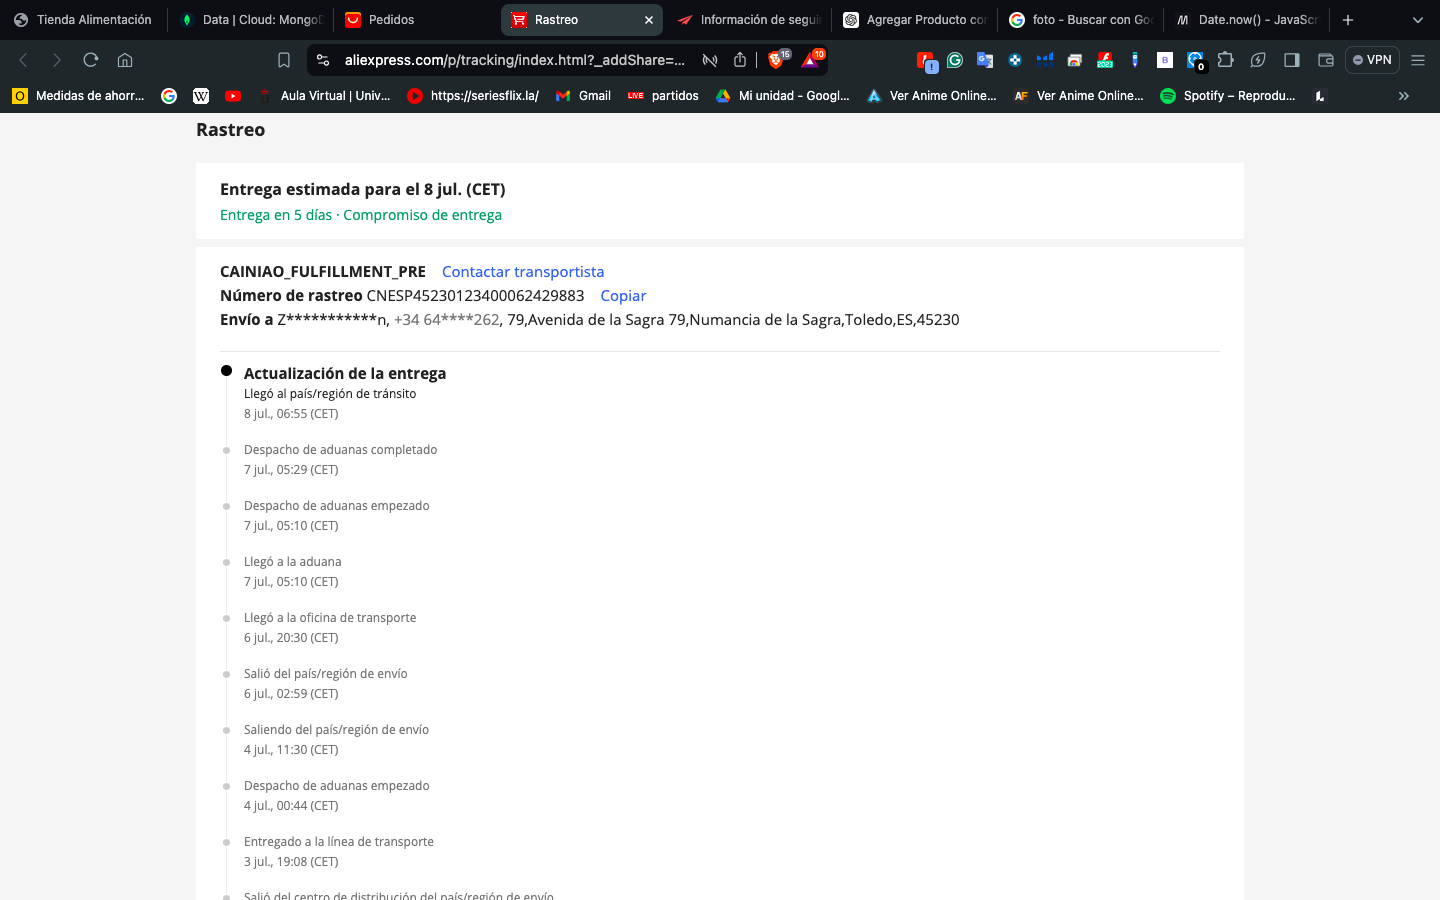 Tienda Alimentación
Data | Cloud: MongoD
Pedidos
Rastreo
Información de seguir
Agregar Producto cor
foto - Buscar con Goo
Date.now() - JavaScr
aliexpress.com/p/tracking/index.html?_addShare=...
15
10
VPN
Medidas de ahorr...
Aula Virtual | Univ...
https://seriesflix.la/
Gmail
LIVE
partidos
Mi unidad - Googl...
Ver Anime Online...
AF
Ver Anime Online...
Spotify – Reprodu...
Rastreo
Entrega estimada para el 8 jul. (CET)
Entrega en 5 días · Compromiso de entrega
CAINIAO_FULFILLMENT_PRE Contactar transportista
Número de rastreo CNESP45230123400062429883 Copiar
Envío a Z***********n, +34 64****262, 79,Avenida de la Sagra 79,Numancia de la Sagra,Toledo,ES,45230
Actualización de la entrega
Llegó al país/región de tránsito
8 jul., 06:55 (CET)
Despacho de aduanas completado
7 jul., 05:29 (CET)
Despacho de aduanas empezado
7 jul., 05:10 (CET)
Llegó a la aduana
7 jul., 05:10 (CET)
Llegó a la oficina de transporte
6 jul., 20:30 (CET)
Salió del país/región de envío
6 jul., 02:59 (CET)
Saliendo del país/región de envío
4 jul., 11:30 (CET)
Despacho de aduanas empezado
4 jul., 00:44 (CET)
Entregado a la línea de transporte
3 jul., 19:08 (CET)
Salió del centro de distribución del país/región de envío